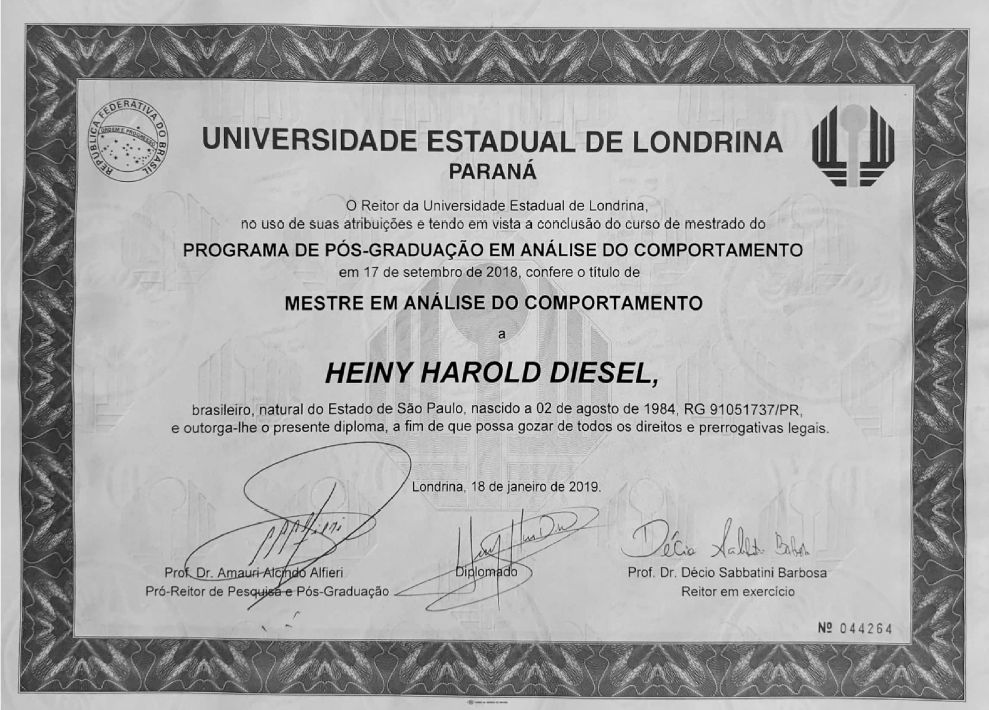 REPÚBLICA FEDERATIVA DO BRASIL
ORDEM E PROGRESSO
UNIVERSIDADE ESTADUAL DE LONDRINA
PARANÁ
O Reitor da Universidade Estadual de Londrina,
no uso de suas atribuições e tendo em vista a conclusão do curso de mestrado do
PROGRAMA DE PÓS-GRADUAÇÃO EM ANÁLISE DO COMPORTAMENTO
em 17 de setembro de 2018, confere o título de
MESTRE EM ANÁLISE DO COMPORTAMENTO
a
HEINY HAROLD DIESEL,
brasileiro, natural do Estado de São Paulo, nascido a 02 de agosto de 1984, RG 91051737/PR,
e outorga-lhe o presente diploma, a fim de que possa gozar de todos os direitos e prerrogativas legais.
Londrina, 18 de janeiro de 2019.
Décio
Prof. Dr. Amauri Alcindo Alfieri
Pró-Reitor de Pesquisa e Pós-Graduação
Diplomado
Prof. Dr. Décio Sabbatini Barbosa
Reitor em exercício
Nº 044264